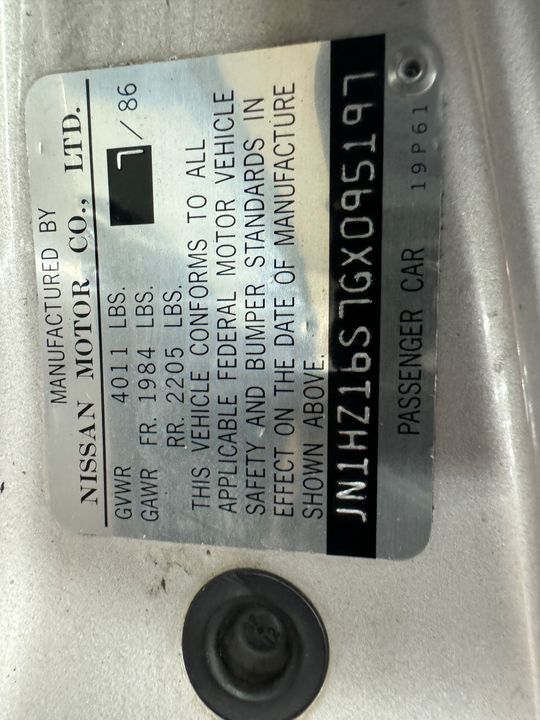 MANUFACTURED BY
NISSAN MOTOR CO., LTD.
GVWR 4011 LBS. 7 / 86
GAWR FR. 1984 LBS.
RR. 2205 LBS.
THIS VEHICLE CONFORMS TO ALL
APPLICABLE FEDERAL MOTOR VEHICLE
SAFETY AND BUMPER STANDARDS IN
EFFECT ON THE DATE OF MANUFACTURE
SHOWN ABOVE.
JN1HZ16S7GX095197
PASSENGER CAR 19P61